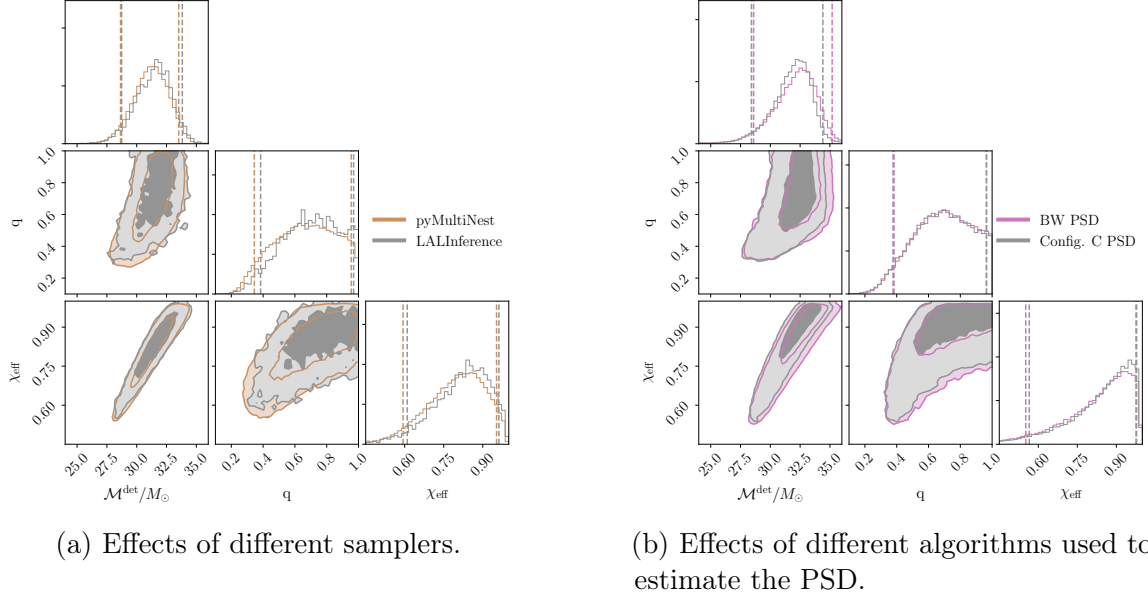 1.0
0.8
0.6
0.4
0.2
q
pyMultiNest
LALInference
0.90
0.75
0.60
χeff
25.0 27.5 30.0 32.5 35.0
0.2 0.4 0.6 0.8 1.0
0.60 0.75 0.90
ℳdet/M⊙ q χeff
(a) Effects of different samplers.
1.0
0.8
0.6
0.4
0.2
q
BW PSD
Config. C PSD
0.90
0.75
0.60
χeff
25.0 27.5 30.0 32.5 35.0
0.2 0.4 0.6 0.8 1.0
0.60 0.75 0.90
ℳdet/M⊙ q χeff
(b) Effects of different algorithms used to
estimate the PSD.